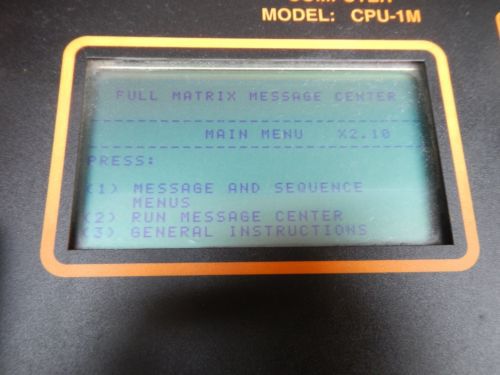 COMPUTER
MODEL: CPU-1M
FULL MATRIX MESSAGE CENTER
MAIN MENU X2.10
PRESS:
(1) MESSAGE AND SEQUENCE
MENUS
(2) RUN MESSAGE CENTER
(3) GENERAL INSTRUCTIONS